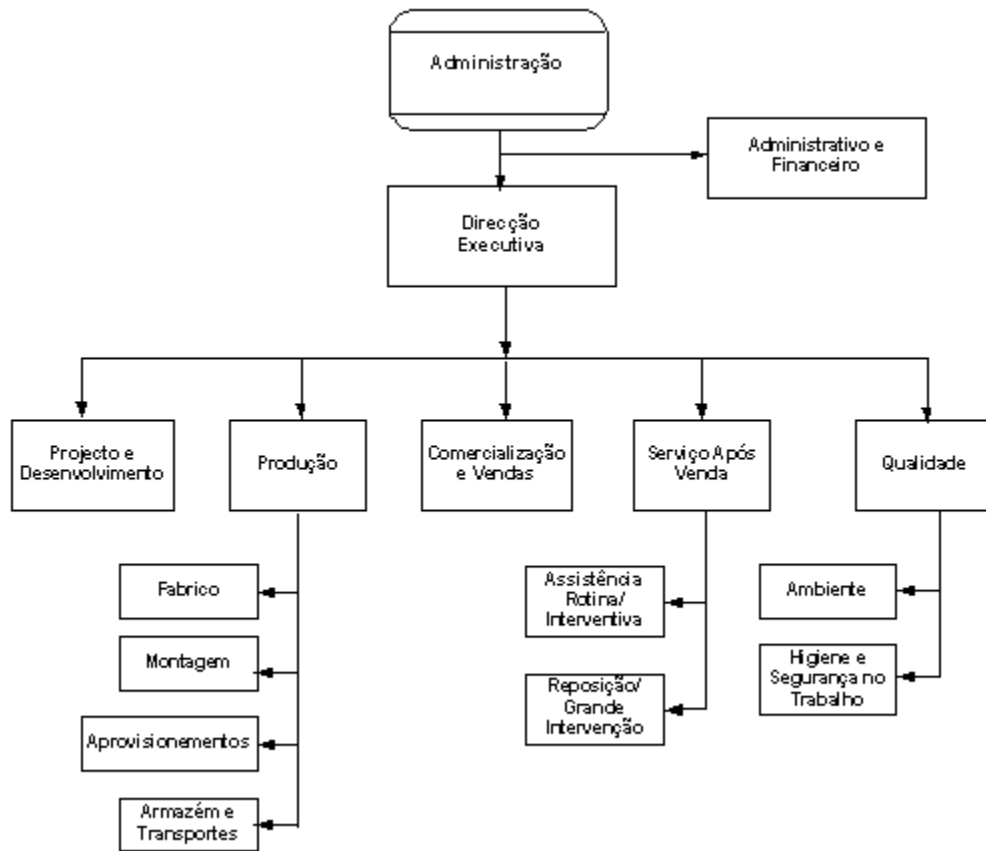 Administração
Administrativo e
Financeiro
Direcção
Executiva
Projecto e
Desenvolvimento
Produção
Comercialização
e Vendas
Serviço Após
Venda
Qualidade
Fabrico
Montagem
Aprovisionementos
Armazém e
Transportes
Assistência
Rotina/
Interventiva
Reposição/
Grande
Intervenção
Ambiente
Higiene e
Segurança no
Trabalho